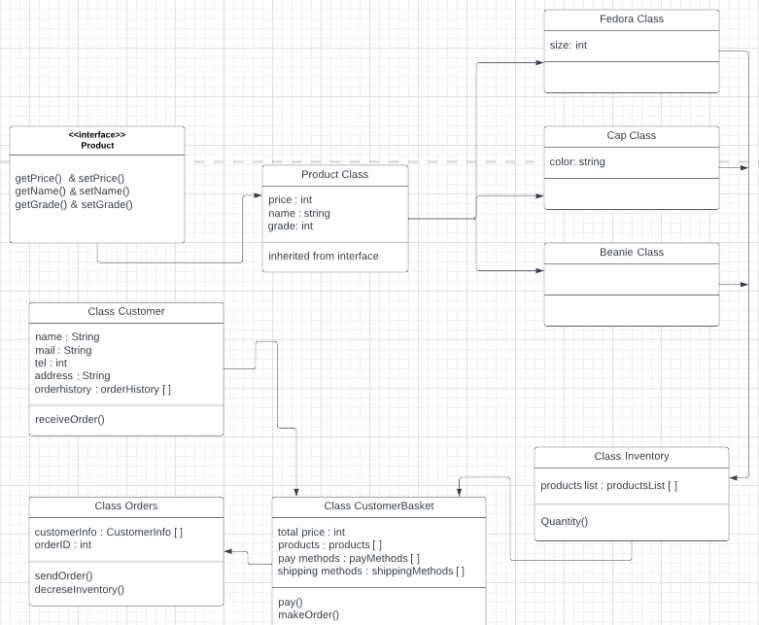 Fedora Class
size: int
<<interface>>
Product
getPrice() & setPrice()
getName() & setName()
getGrade() & setGrade()
Product Class
price : int
name : string
grade: int
inherited from interface
Cap Class
color: string
Beanie Class
Class Customer
name : String
mail : String
tel : int
address : String
orderhistory : orderHistory [ ]
receiveOrder()
Class Inventory
products list : productsList [ ]
Quantity()
Class Orders
customerInfo : CustomerInfo [ ]
orderID : int
sendOrder()
decreseInventory()
Class CustomerBasket
total price : int
products : products [ ]
pay methods : payMethods [ ]
shipping methods : shippingMethods [ ]
pay()
makeOrder()